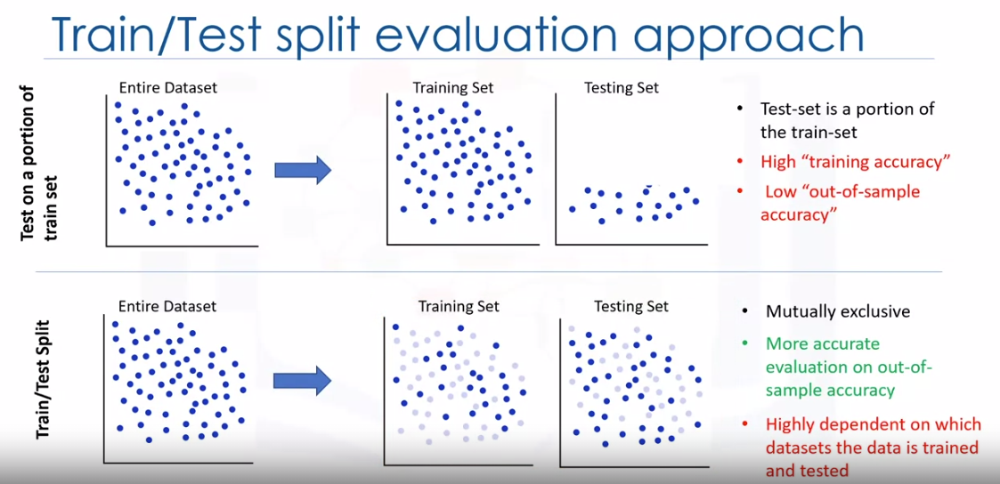 Train/Test split evaluation approach
Test on a portion of
train set
Entire Dataset
Training Set
Testing Set
• Test-set is a portion of
the train-set
• High “training accuracy”
• Low “out-of-sample
accuracy”
Train/Test Split
Entire Dataset
Training Set
Testing Set
• Mutually exclusive
• More accurate
evaluation on out-of-
sample accuracy
• Highly dependent on which
datasets the data is trained
and tested